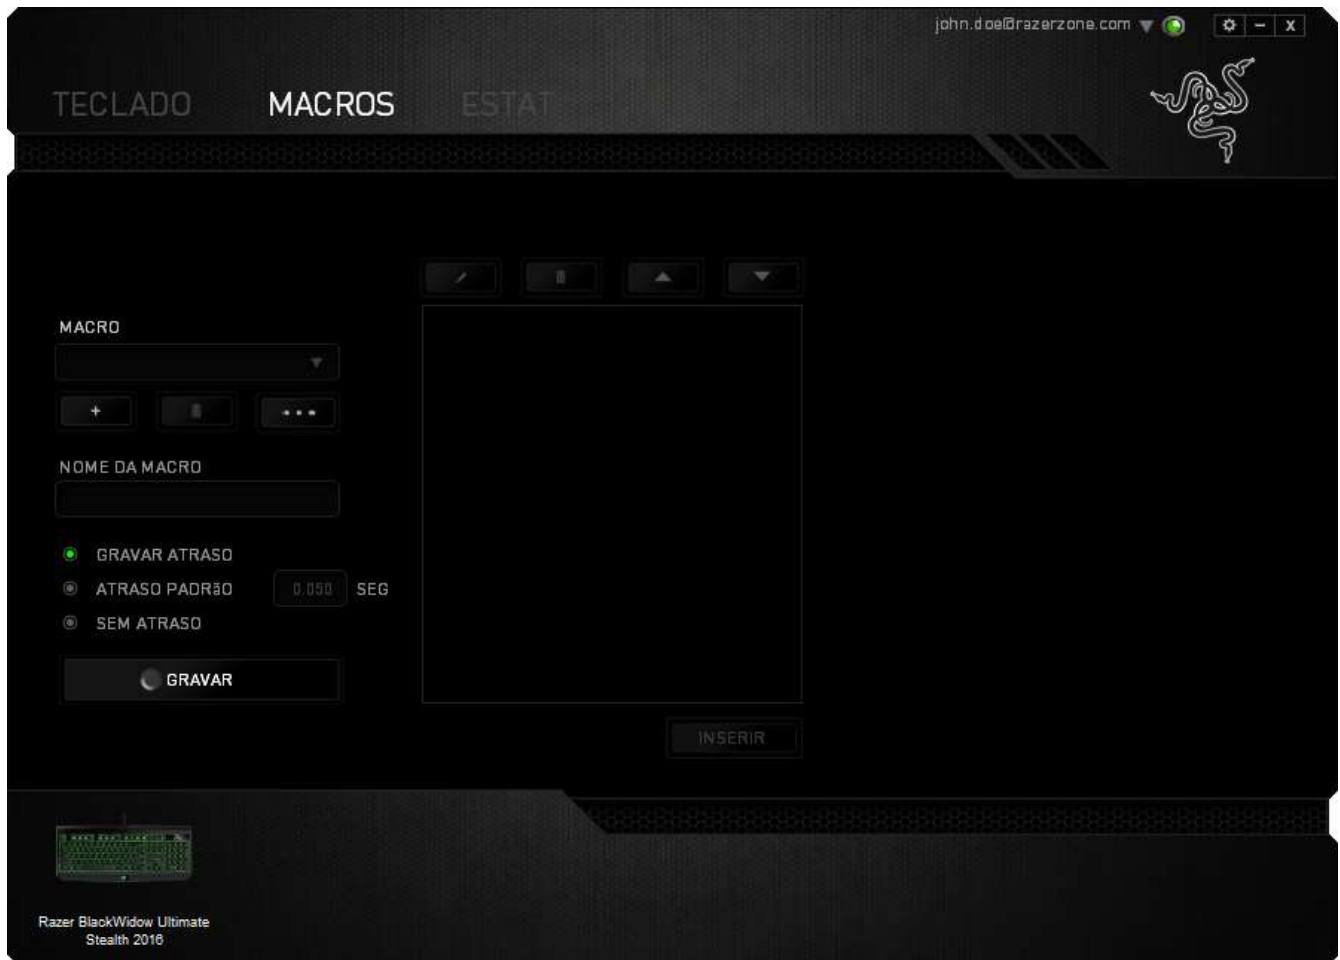 john.doe@razerzone.com
TECLADO MACROS ESTAT
MACRO
+
NOME DA MACRO
GRAVAR ATRASO
ATRASO PADRãO 0.050 SEG
SEM ATRASO
GRAVAR
INSERIR
Razer BlackWidow Ultimate
Stealth 2016